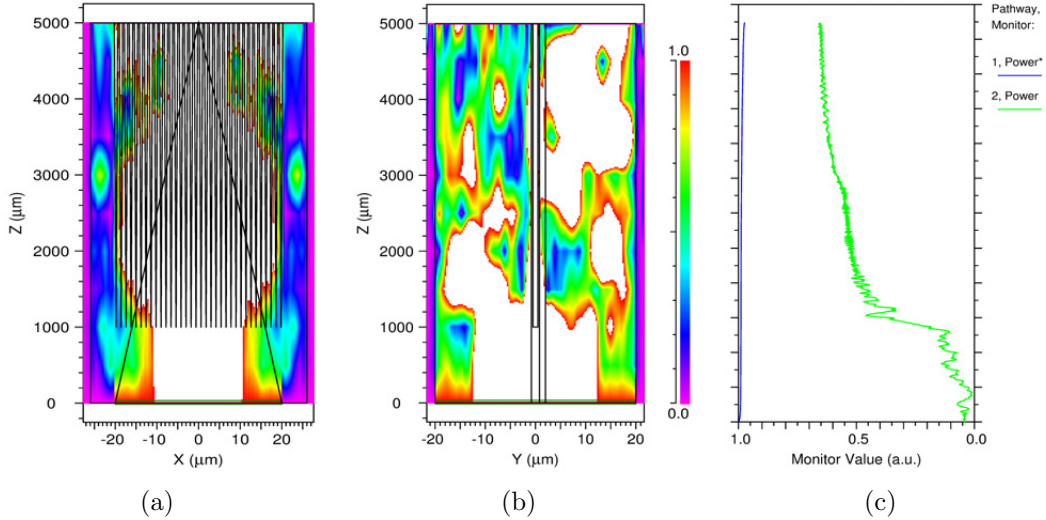 5000
4000
3000
2000
1000
0
Z (μm)
-20
-10
0
10
20
X (μm)
(a)
5000
4000
3000
2000
1000
0
Z (μm)
-20
-10
0
10
20
Y (μm)
(b)
1.0
0.0
Pathway,
Monitor:
1, Power*
2, Power
1.0
0.5
0.0
Monitor Value (a.u.)
(c)